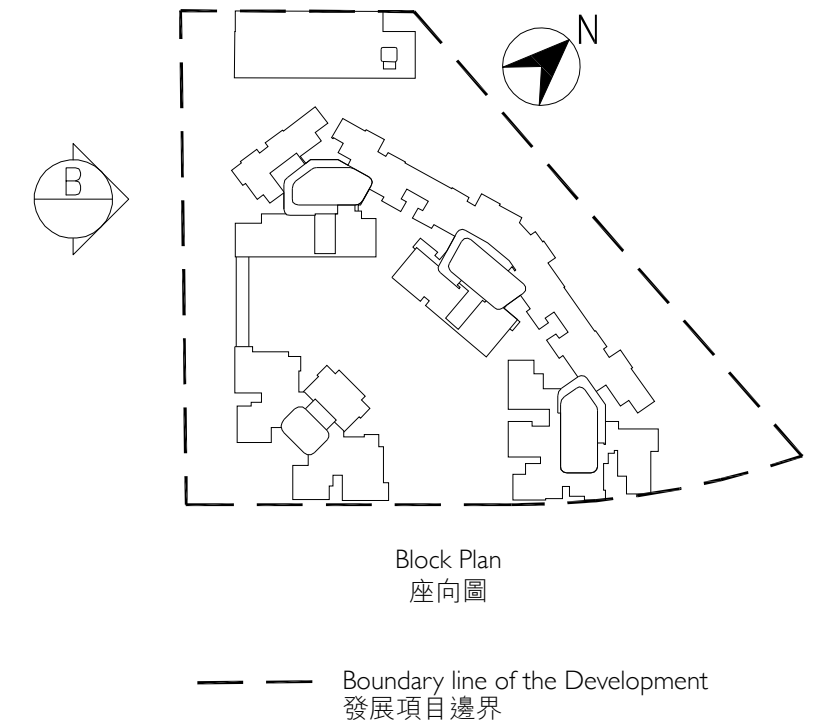 N
B
Block Plan
座向圖
Boundary line of the Development
發展項目邊界